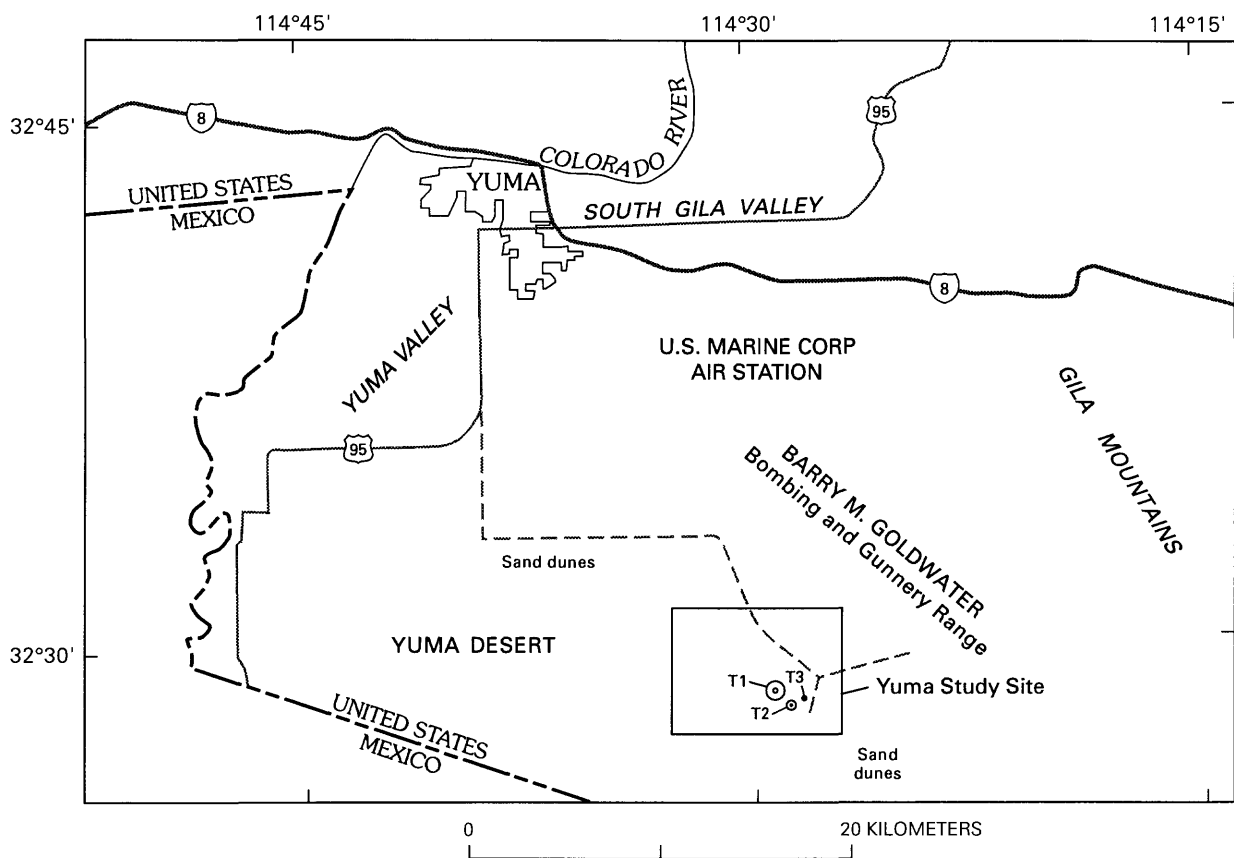 114°45'
114°30'
114°15'
32°45'
8
95
COLORADO RIVER
UNITED STATES
MEXICO
YUMA
SOUTH GILA VALLEY
8
YUMA VALLEY
U.S. MARINE CORP
AIR STATION
GILA MOUNTAINS
95
BARRY M. GOLDWATER
Bombing and Gunnery Range
Sand dunes
YUMA DESERT
32°30'
T1
T3
T2
Yuma Study Site
UNITED STATES
MEXICO
Sand
dunes
0
20 KILOMETERS